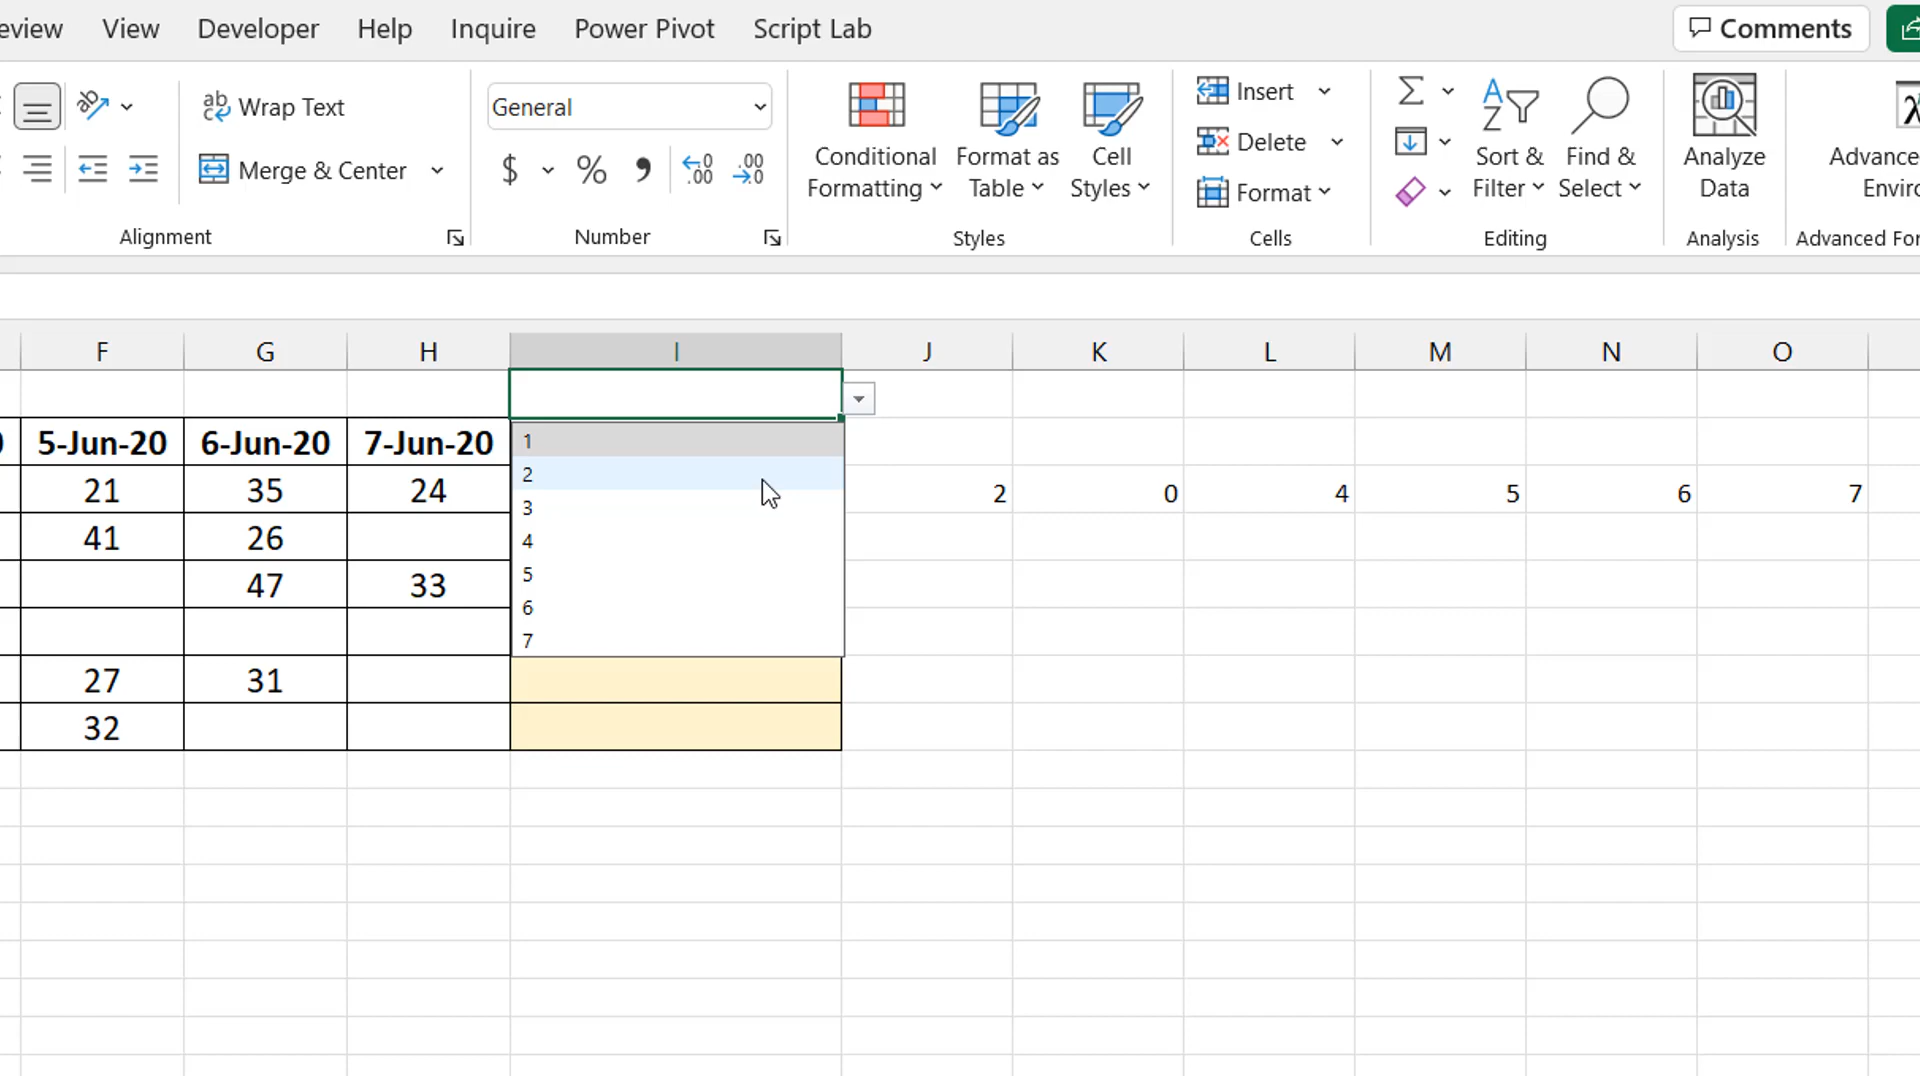 eview View Developer Help Inquire Power Pivot Script Lab Comments
Wrap Text General Insert
Conditional Formatting Format as Table Cell Styles Delete Sort & Filter Find & Select Analyze Data Advance Enviro
Merge & Center $ % , .00 .00 Format
Alignment Number Styles Cells Editing Analysis Advanced For
F G H I J K L M N O
0 5-Jun-20 6-Jun-20 7-Jun-20 1
21 35 24 2 2 0 4 5 6 7
3
41 26 4
47 33 5
6
7
27 31
32